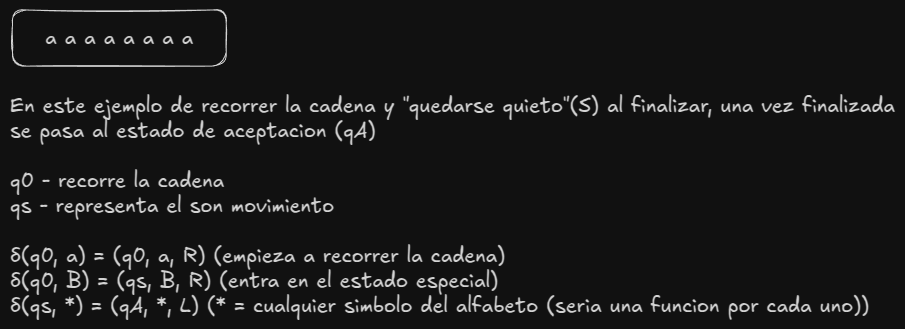 a a a a a a a a
En este ejemplo de recorrer la cadena y "quedarse quieto"(S) al finalizar, una vez finalizada
se pasa al estado de aceptacion (qA)
q0 - recorre la cadena
qs - representa el son movimiento
δ(q0, a) = (q0, a, R) (empieza a recorrer la cadena)
δ(q0, B) = (qs, B, R) (entra en el estado especial)
δ(qs, *) = (qA, *, L) (* = cualquier simbolo del alfabeto (seria una funcion por cada uno))